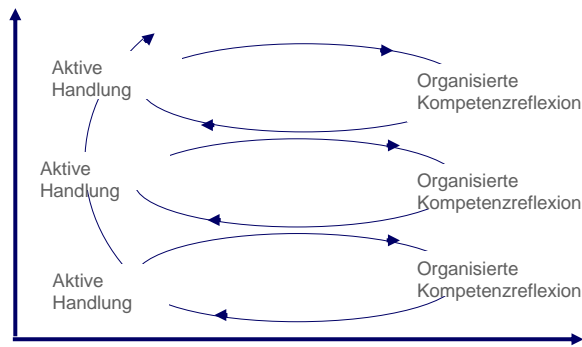 Aktive
Handlung
Organisierte
Kompetenzreflexion
Aktive
Handlung
Organisierte
Kompetenzreflexion
Aktive
Handlung
Organisierte
Kompetenzreflexion